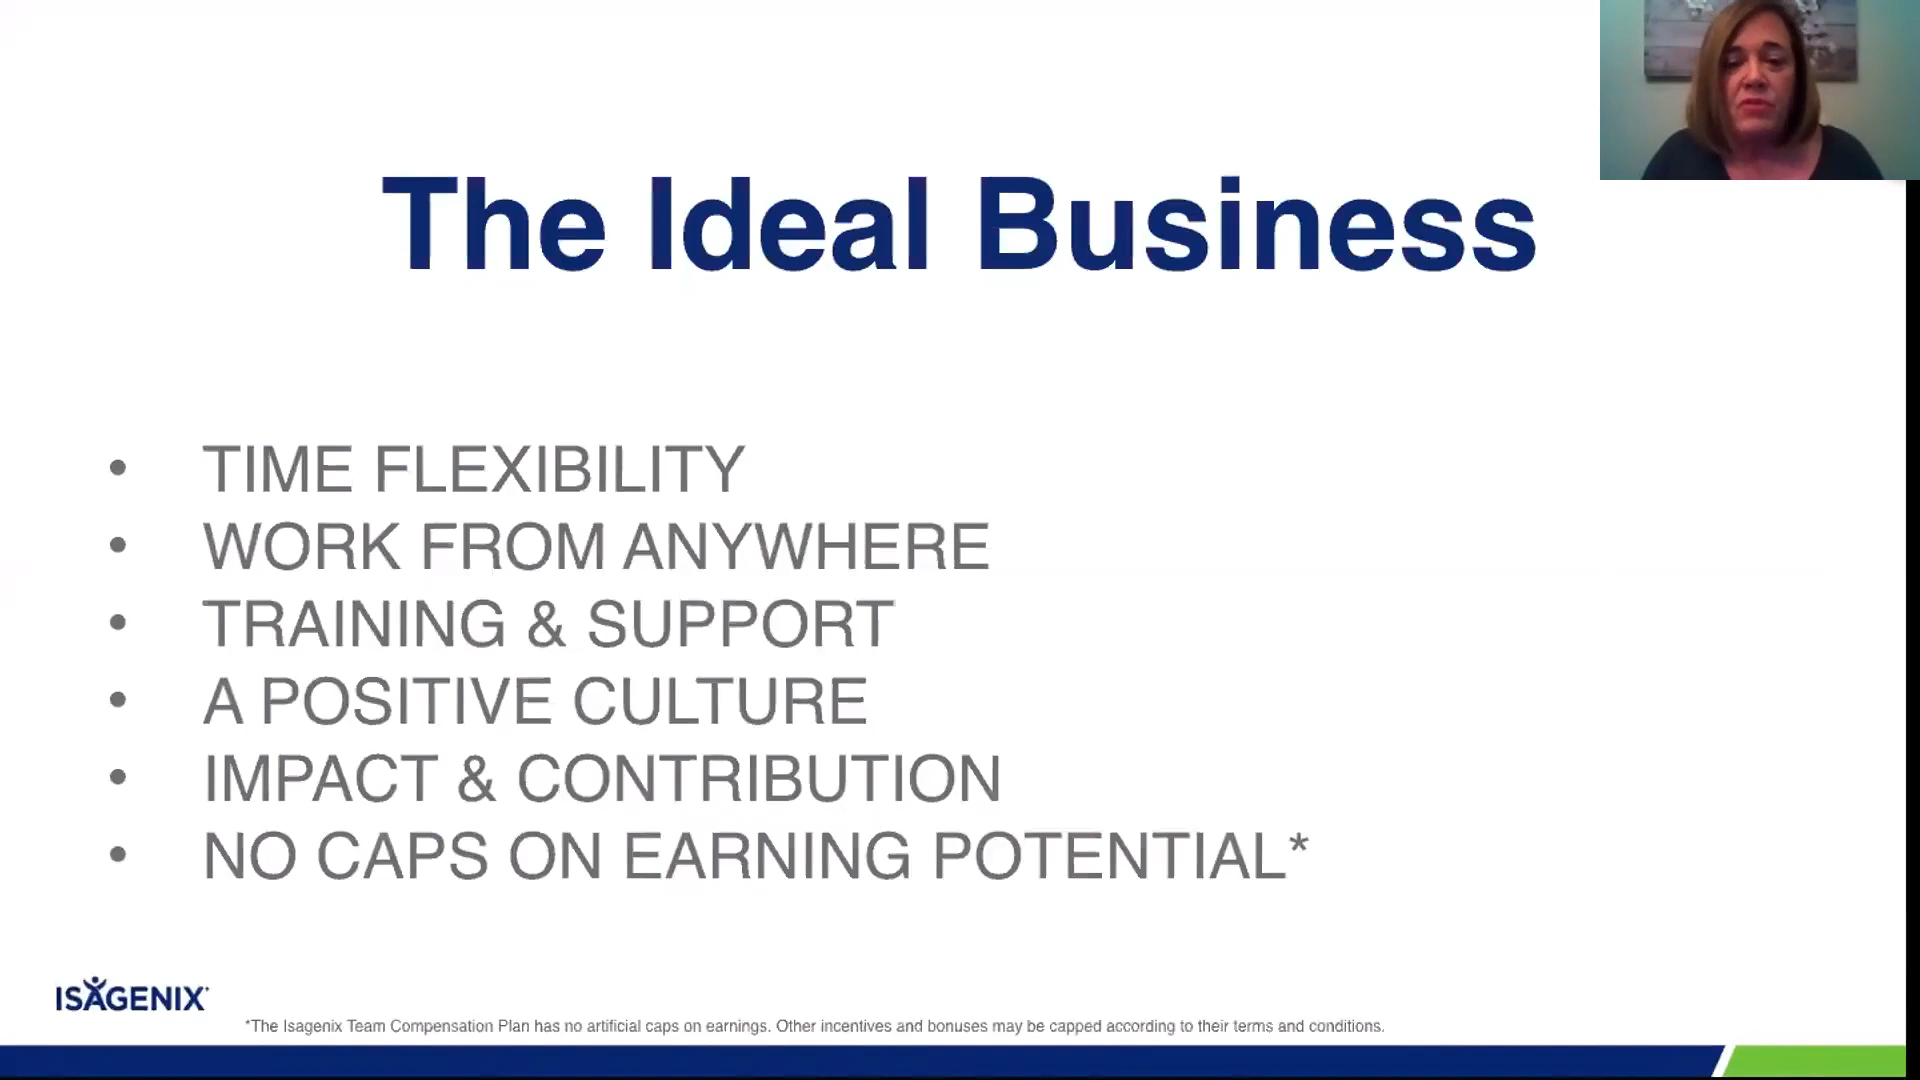 The Ideal Business
• TIME FLEXIBILITY
• WORK FROM ANYWHERE
• TRAINING & SUPPORT
• A POSITIVE CULTURE
• IMPACT & CONTRIBUTION
• NO CAPS ON EARNING POTENTIAL*
ISAGENIX
*The Isagenix Team Compensation Plan has no artificial caps on earnings. Other incentives and bonuses may be capped according to their terms and conditions.